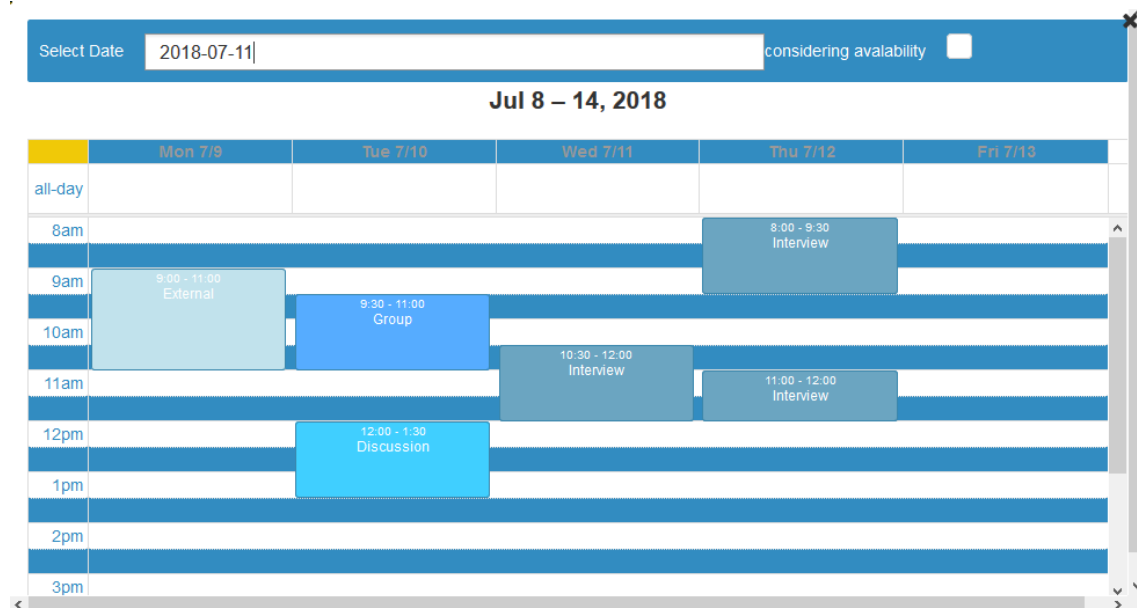 Select Date 2018-07-11 considering avalability
Jul 8 – 14, 2018
Mon 7/9 Tue 7/10 Wed 7/11 Thu 7/12 Fri 7/13
all-day
8am
8:00 - 9:30
Interview
9am
9:00 - 11:00
External
9:30 - 11:00
Group
10am
10:30 - 12:00
Interview
11am
11:00 - 12:00
Interview
12pm
12:00 - 1:30
Discussion
1pm
2pm
3pm